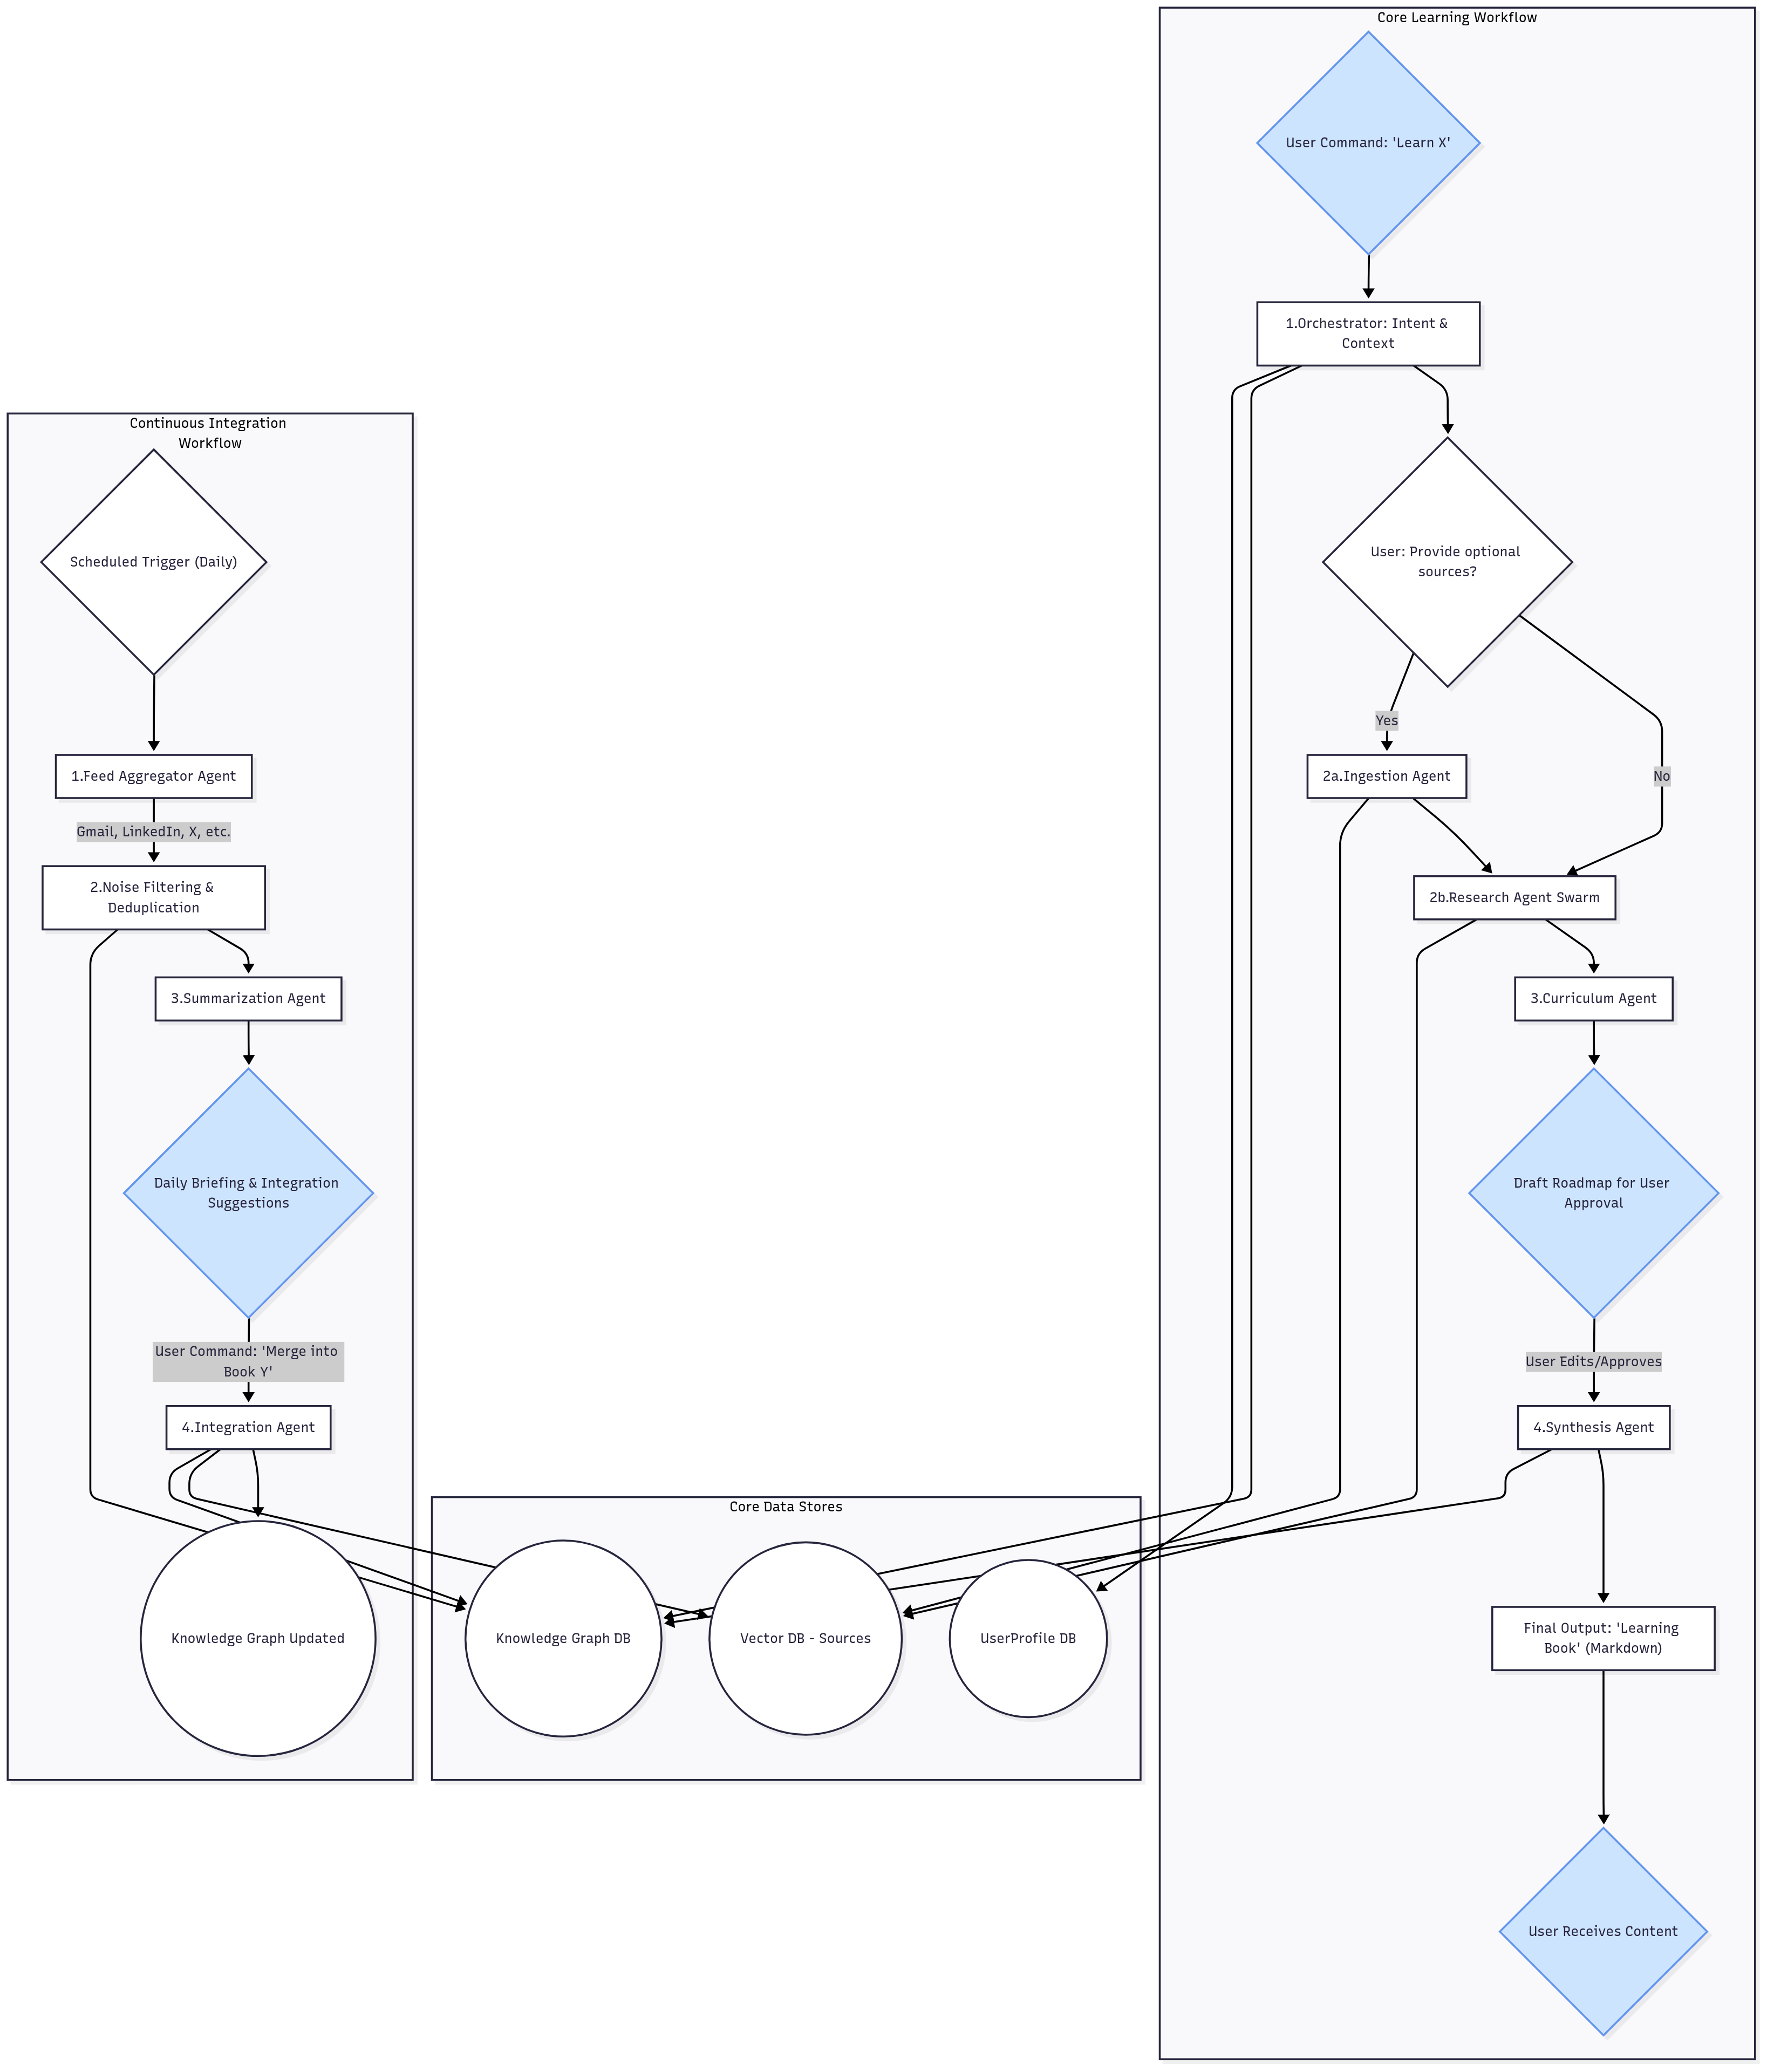 Core Learning Workflow
User Command: 'Learn X'
1.Orchestrator: Intent &
Context
User: Provide optional
sources?
Yes
No
2a.Ingestion Agent
2b.Research Agent Swarm
3.Curriculum Agent
Draft Roadmap for User
Approval
User Edits/Approves
4.Synthesis Agent
Final Output: 'Learning
Book' (Markdown)
User Receives Content
Continuous Integration
Workflow
Scheduled Trigger (Daily)
1.Feed Aggregator Agent
Gmail, LinkedIn, X, etc.
2.Noise Filtering &
Deduplication
3.Summarization Agent
Daily Briefing & Integration
Suggestions
User Command: 'Merge into
Book Y'
4.Integration Agent
Knowledge Graph Updated
Core Data Stores
Knowledge Graph DB
Vector DB - Sources
UserProfile DB